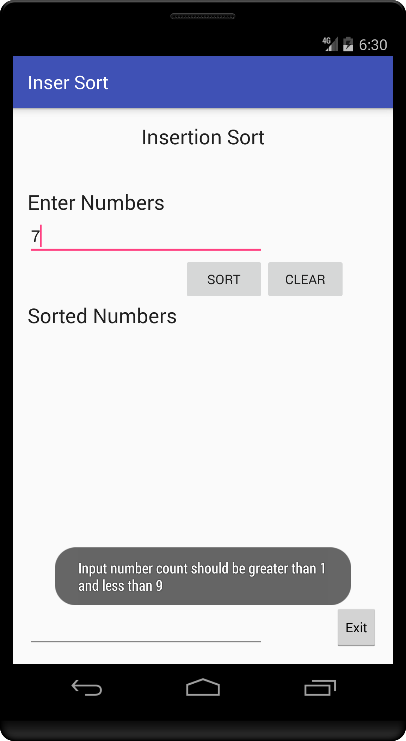 4G 6:30
Inser Sort
Insertion Sort
Enter Numbers
7
SORT CLEAR
Sorted Numbers
Input number count should be greater than 1
and less than 9
Exit